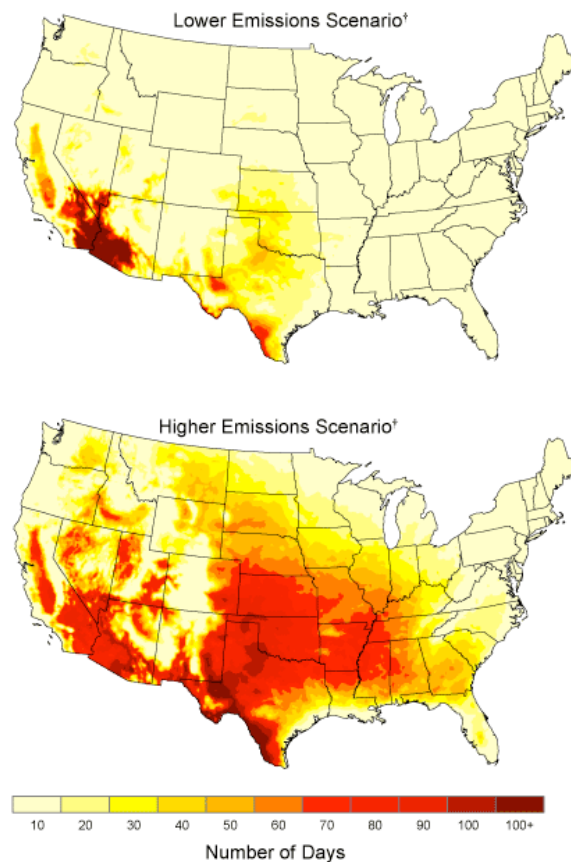 Lower Emissions Scenario†
Higher Emissions Scenario†
10 20 30 40 50 60 70 80 90 100 100+
Number of Days